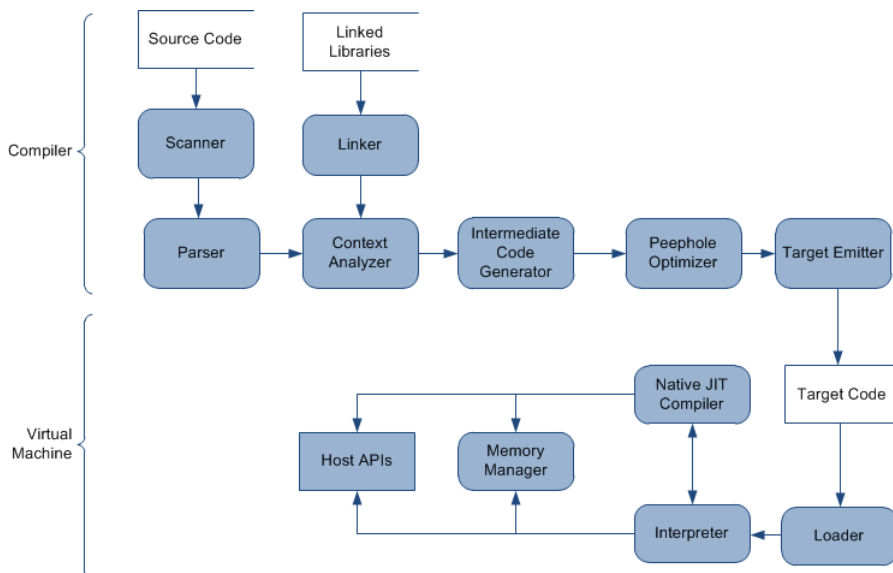 Source Code
Linked
Libraries
Compiler
Scanner
Linker
Parser
Context
Analyzer
Intermediate
Code
Generator
Peephole
Optimizer
Target Emitter
Virtual
Machine
Native JIT
Compiler
Target Code
Host APIs
Memory
Manager
Interpreter
Loader